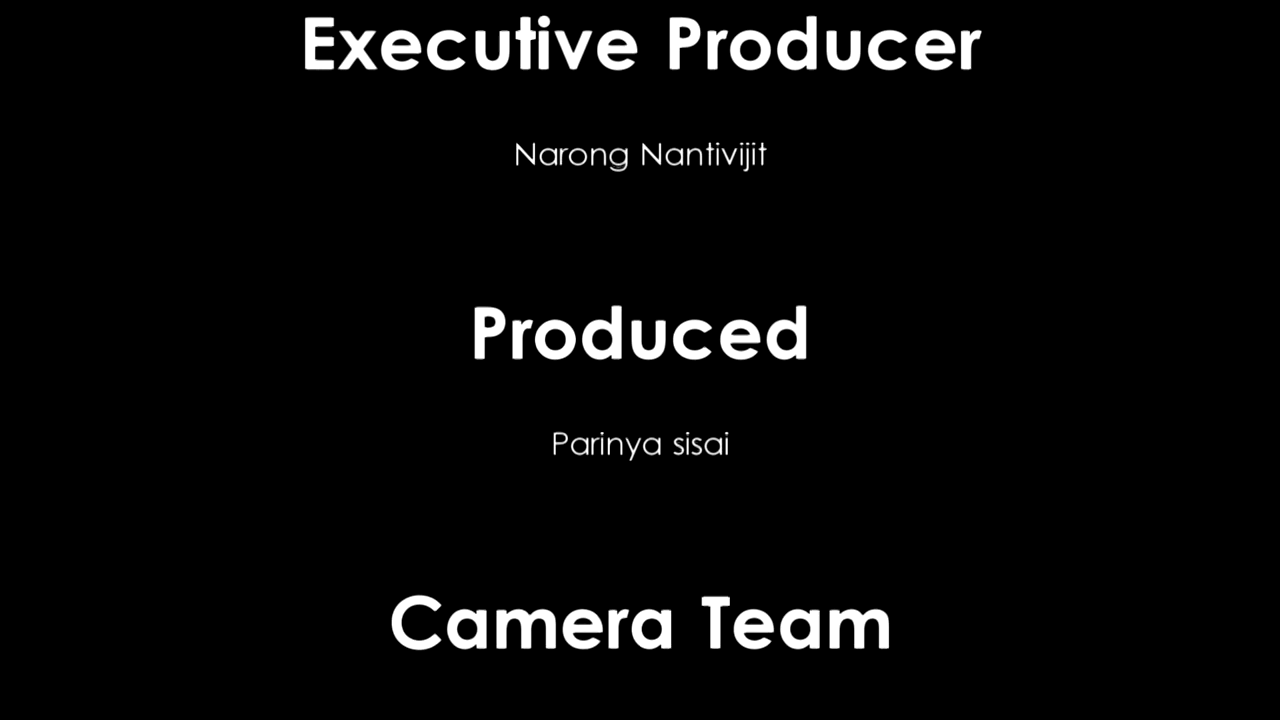 Executive Producer
Narong Nantivijit
Produced
Parinya sisai
Camera Team